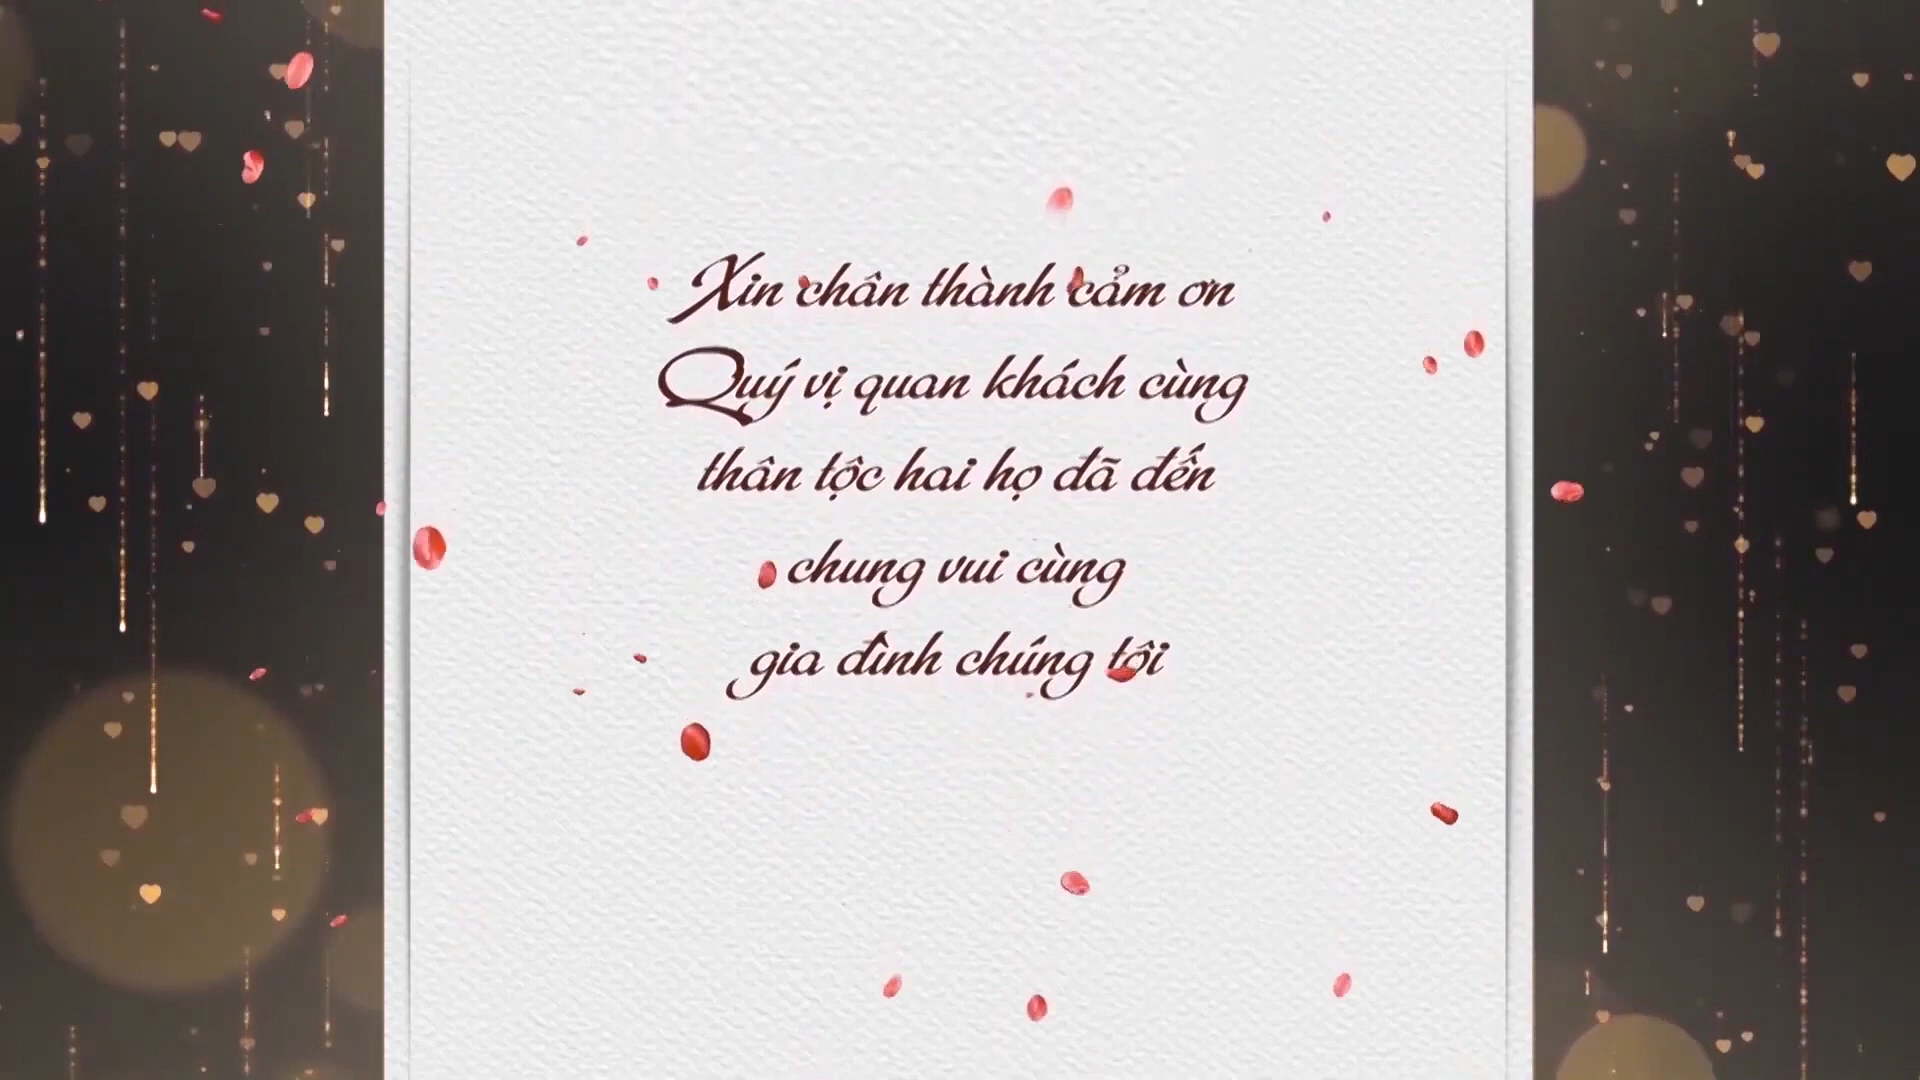 Xin chân thành cảm ơn
Quý vị quan khách cùng
thân tộc hai họ đã đến
chung vui cùng
gia đình chúng tôi